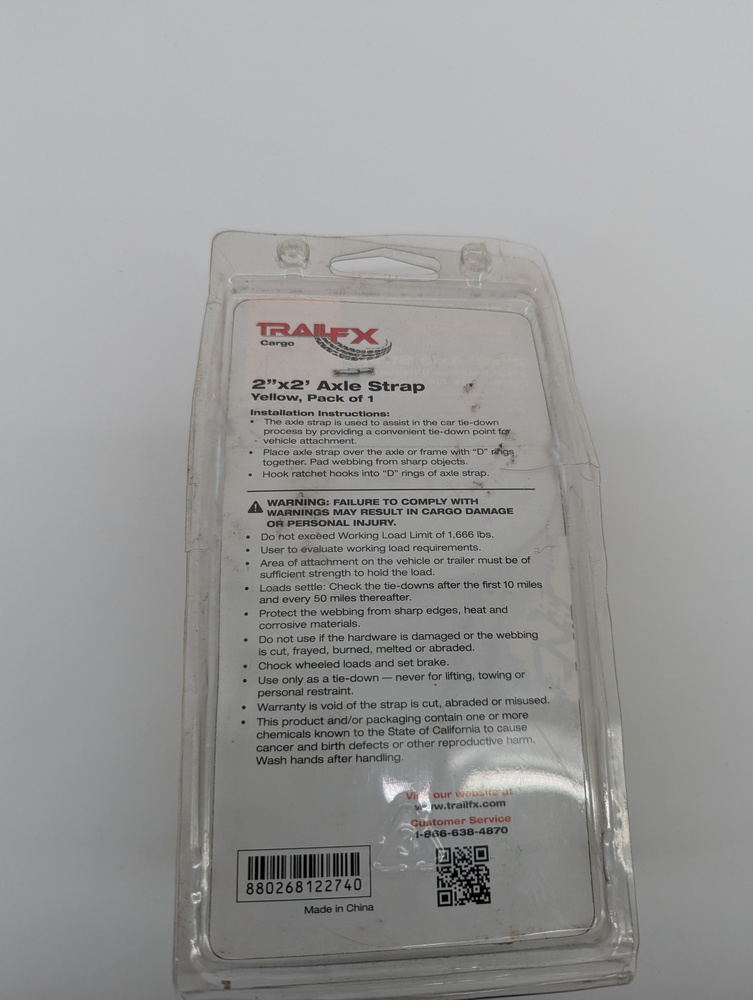 TRAILFX
Cargo
2”x2’ Axle Strap
Yellow, Pack of 1
Installation Instructions:
• The axle strap is used to assist in the car tie-down
process by providing a convenient tie-down point for
vehicle attachment.
• Place axle strap over the axle or frame with “D” rings
together. Pad webbing from sharp objects.
• Hook ratchet hooks into “D” rings of axle strap.
WARNING: FAILURE TO COMPLY WITH
WARNINGS MAY RESULT IN CARGO DAMAGE
OR PERSONAL INJURY.
• Do not exceed Working Load Limit of 1,666 lbs.
• User to evaluate working load requirements.
• Area of attachment on the vehicle or trailer must be of
sufficient strength to hold the load.
• Loads settle: Check the tie-downs after the first 10 miles
and every 50 miles thereafter.
• Protect the webbing from sharp edges, heat and
corrosive materials.
• Do not use if the hardware is damaged or the webbing
is cut, frayed, burned, melted or abraded.
• Chock wheeled loads and set brake.
• Use only as a tie-down — never for lifting, towing or
personal restraint.
• Warranty is void of the strap is cut, abraded or misused.
• This product and/or packaging contain one or more
chemicals known to the State of California to cause
cancer and birth defects or other reproductive harm.
Wash hands after handling.
Visit our website at
www.trailfx.com
Customer Service
1-866-638-4870
880268122740
Made in China